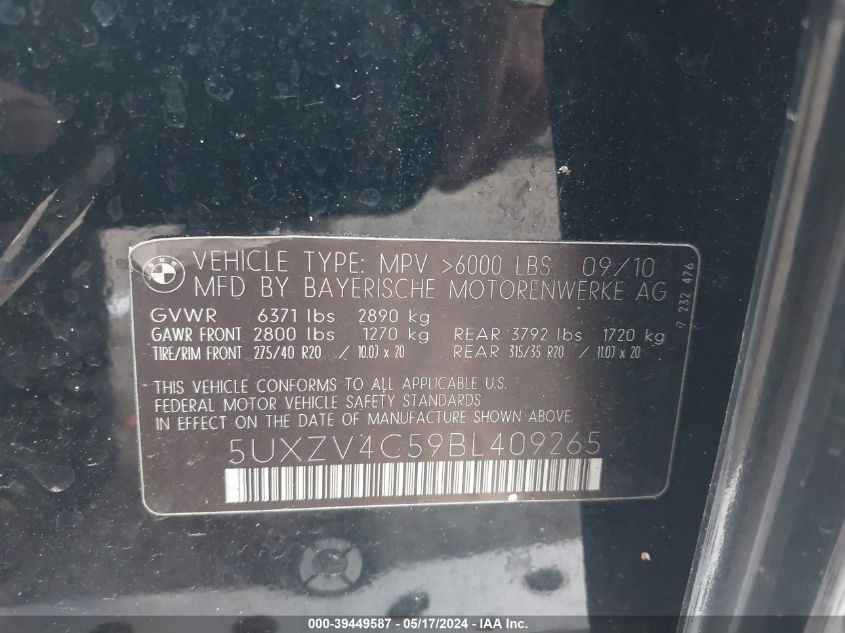 BMW
VEHICLE TYPE: MPV >6000 LBS 09/10
MFD BY BAYERISCHE MOTORENWERKE AG
GVWR 6371 lbs 2890 kg
GAWR FRONT 2800 lbs 1270 kg REAR 3792 lbs 1720 kg
TIRE/RIM FRONT 275/40 R20 / 10.0J x 20 REAR 315/35 R20 / 11.0J x 20
THIS VEHICLE CONFORMS TO ALL APPLICABLE U.S.
FEDERAL MOTOR VEHICLE SAFETY STANDARDS
IN EFFECT ON THE DATE OF MANUFACTURE SHOWN ABOVE.
5UXZV4C59BL409265
7 232 476
000-39449587 - 05/17/2024 - IAA Inc.